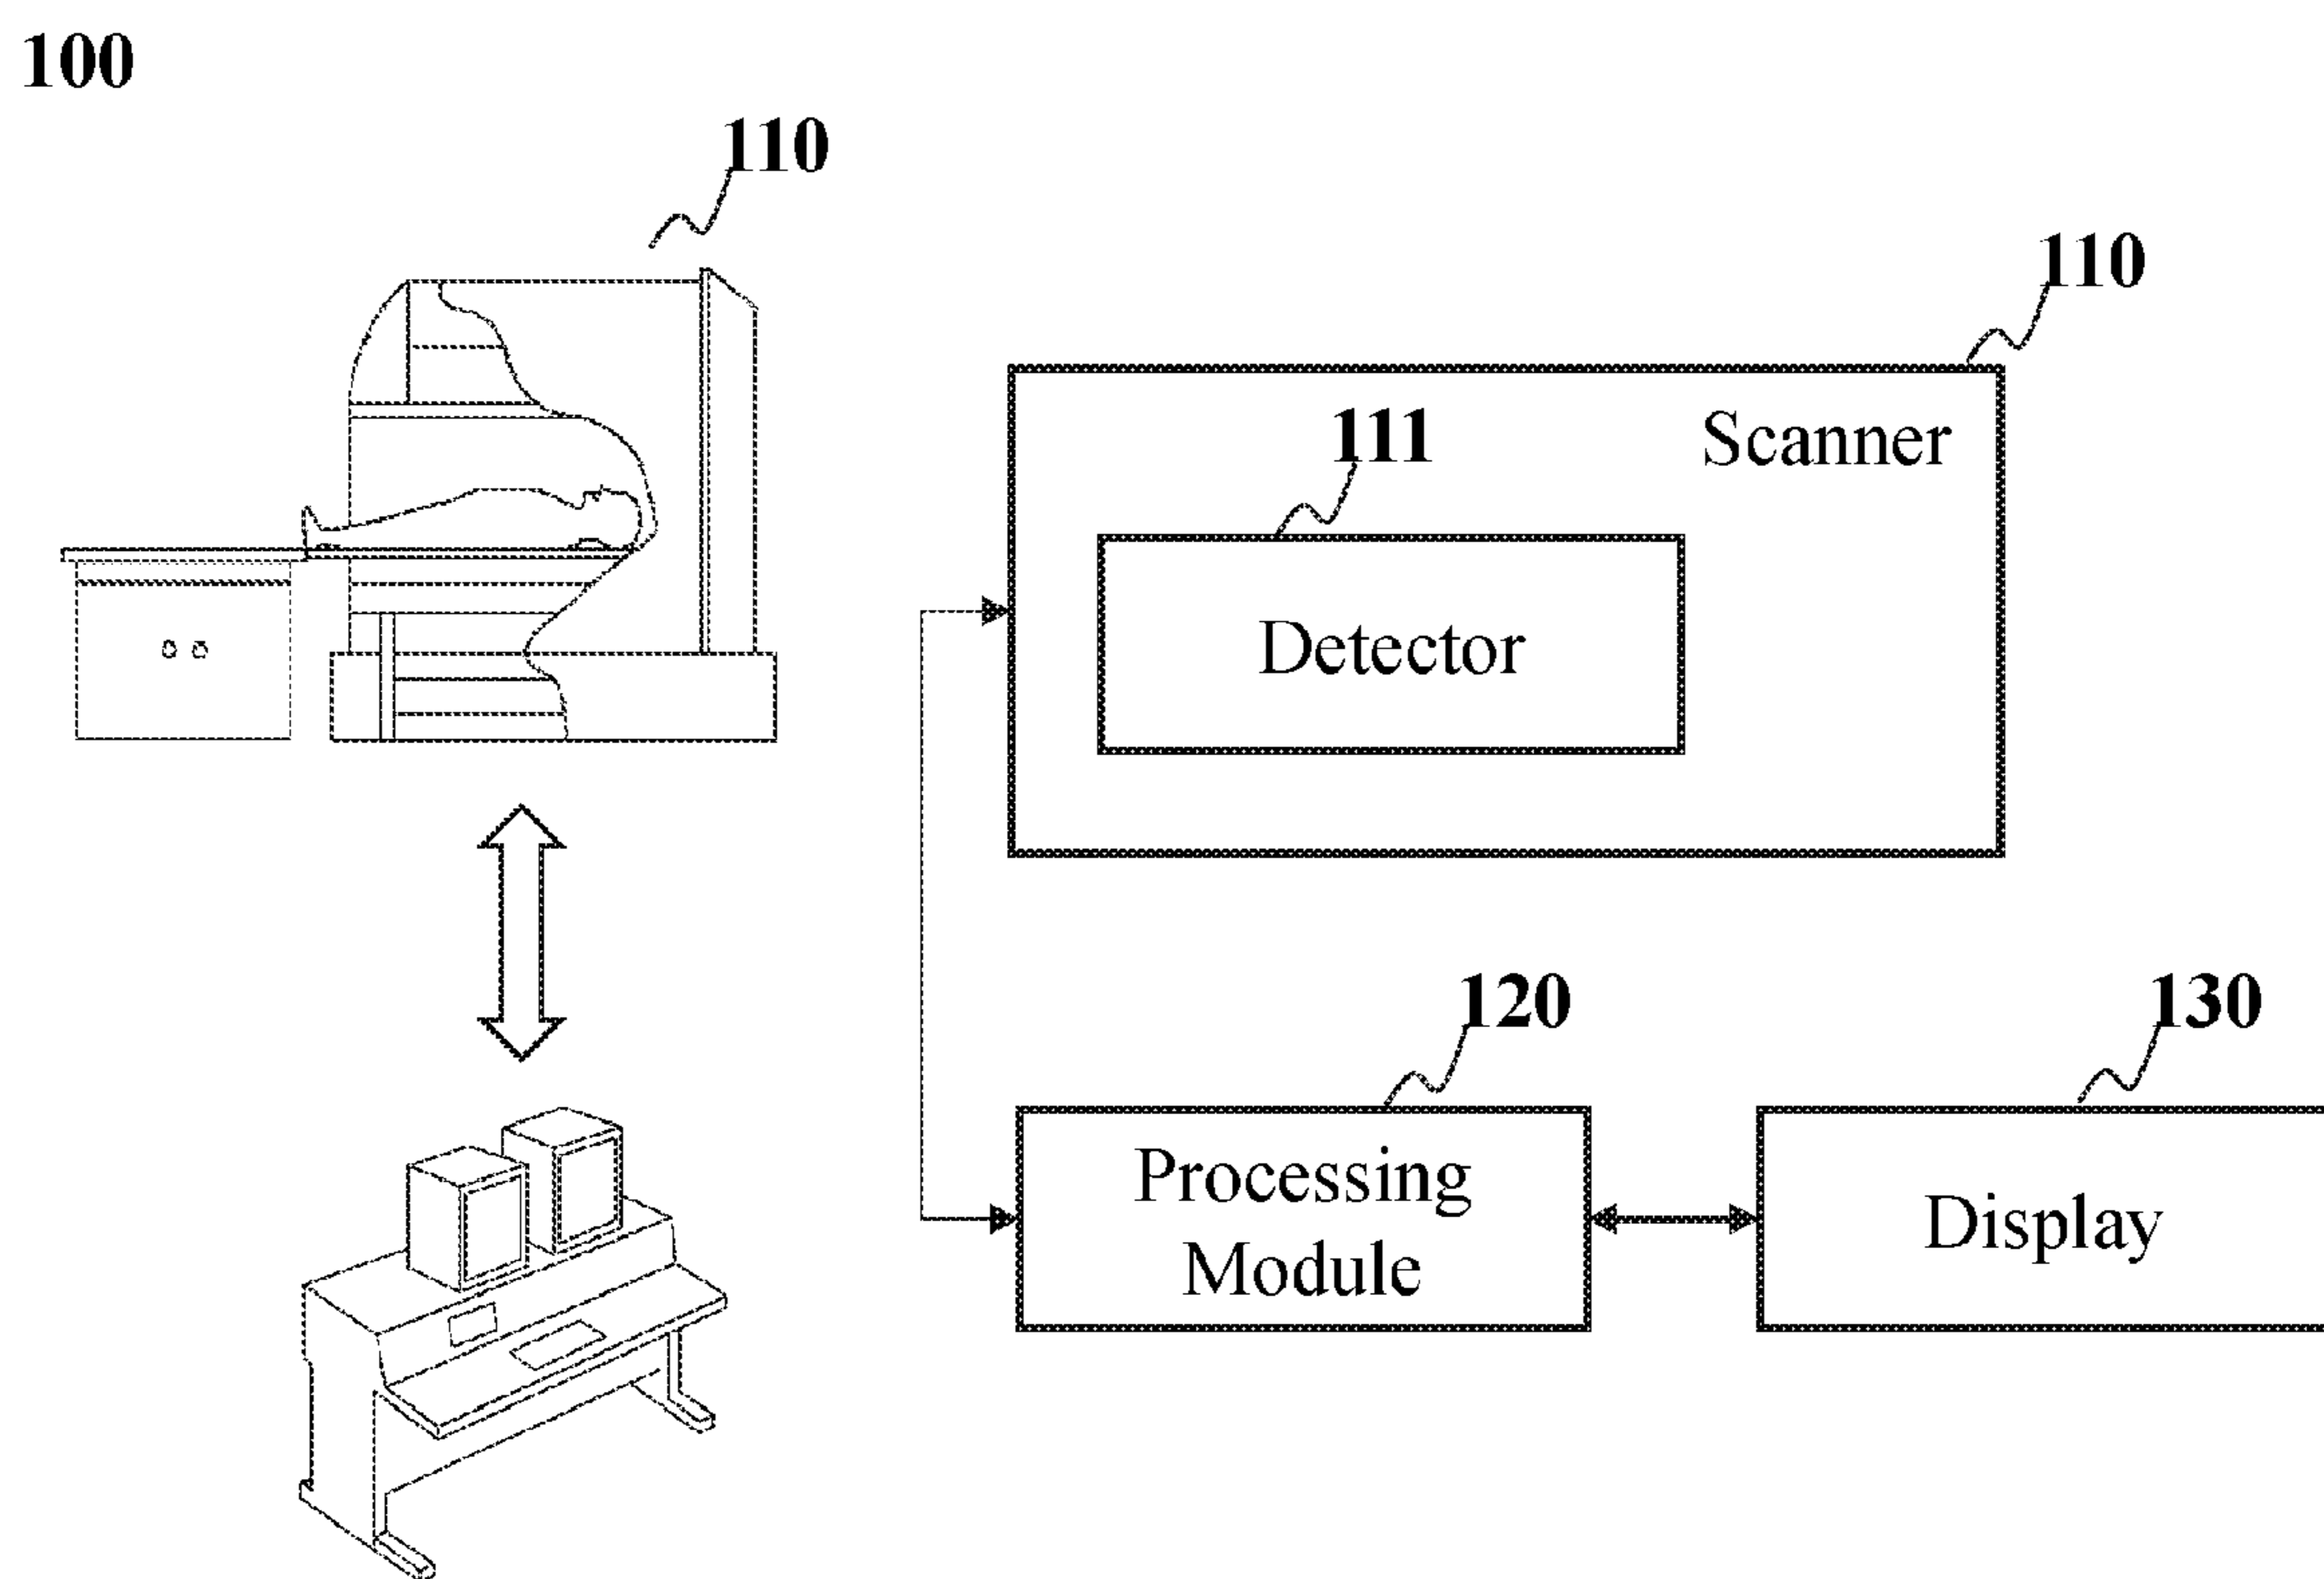 100
110
110
Scanner
111
Detector
120
130
Processing
Module
Display